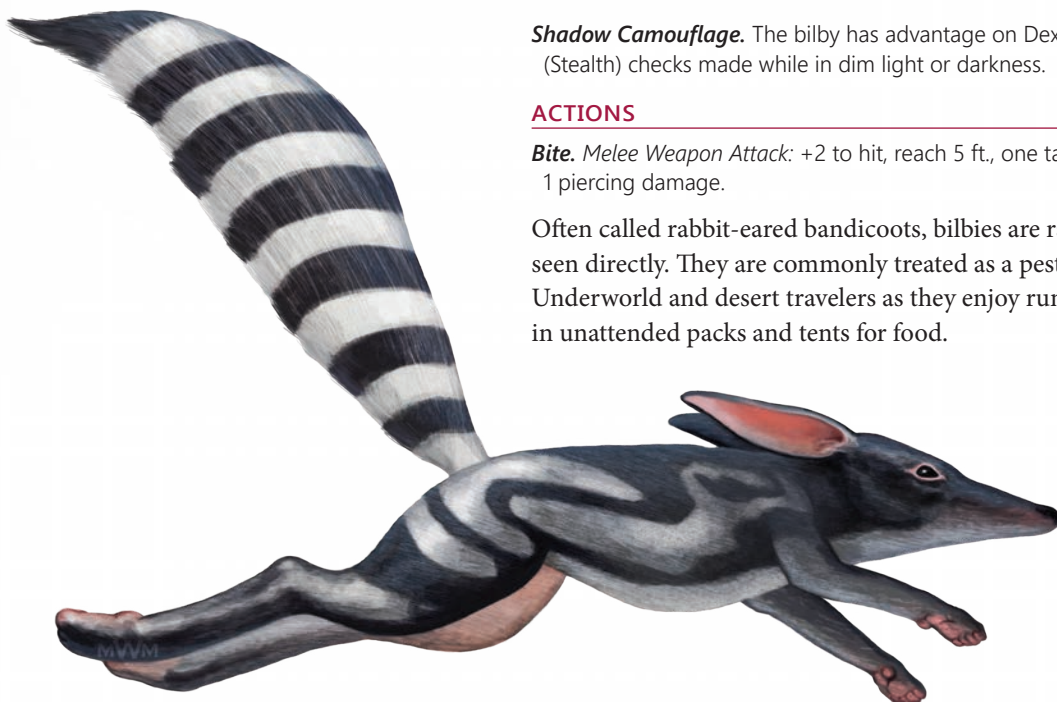 Shadow Camouflage. The bilby has advantage on Dex
(Stealth) checks made while in dim light or darkness.
ACTIONS
Bite. Melee Weapon Attack: +2 to hit, reach 5 ft., one ta
1 piercing damage.
Often called rabbit-eared bandicoots, bilbies are r
seen directly. They are commonly treated as a pest
Underworld and desert travelers as they enjoy run
in unattended packs and tents for food.
MWM